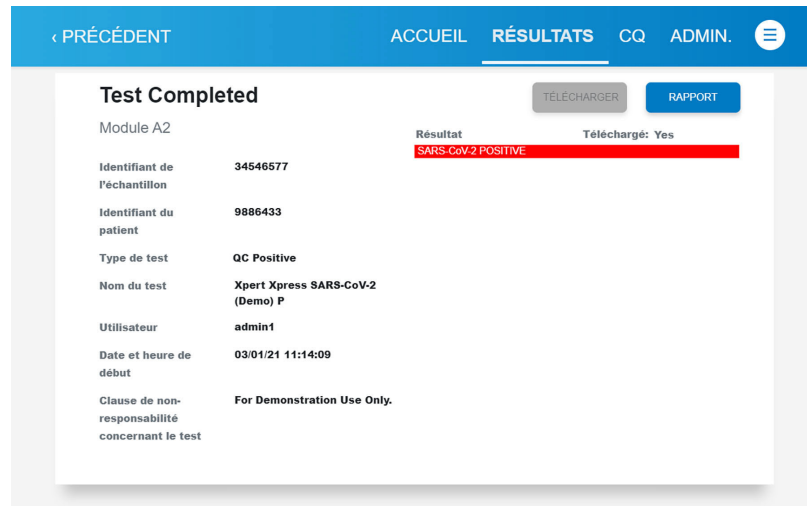 ‹ PRÉCÉDENT
ACCUEIL RÉSULTATS CQ ADMIN.
Test Completed
TÉLÉCHARGER RAPPORT
Module A2
Résultat Téléchargé: Yes
SARS-CoV-2 POSITIVE
Identifiant de 34546577
l'échantillon
Identifiant du 9886433
patient
Type de test QC Positive
Nom du test Xpert Xpress SARS-CoV-2
(Demo) P
Utilisateur admin1
Date et heure de 03/01/21 11:14:09
début
Clause de non- For Demonstration Use Only.
responsabilité
concernant le test